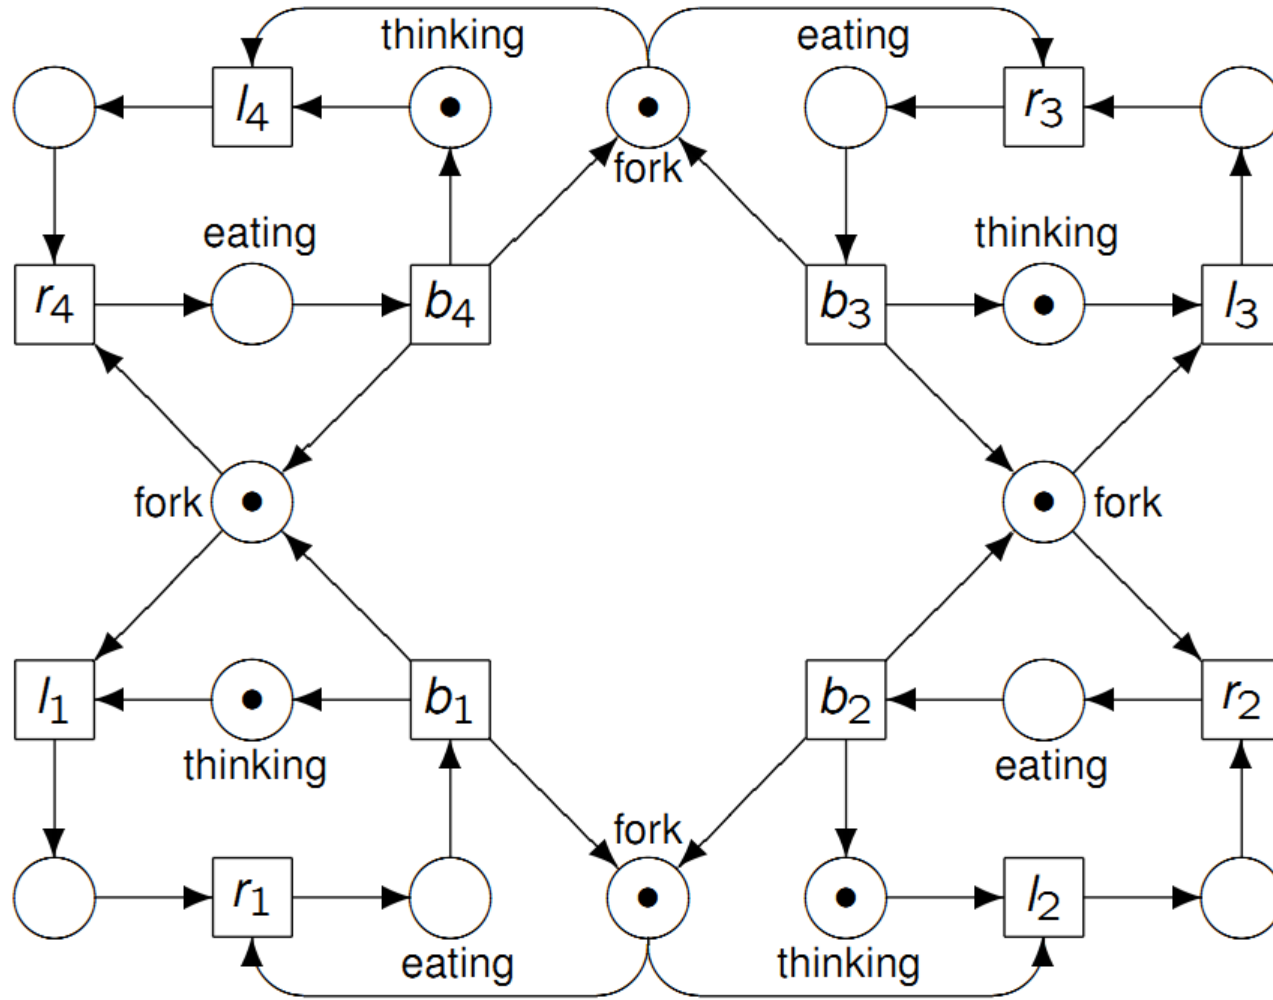 thinking
eating
l4
r3
fork
eating
thinking
r4
b4
b3
l3
fork
fork
l1
b1
b2
r2
thinking
eating
fork
r1
l2
eating
thinking